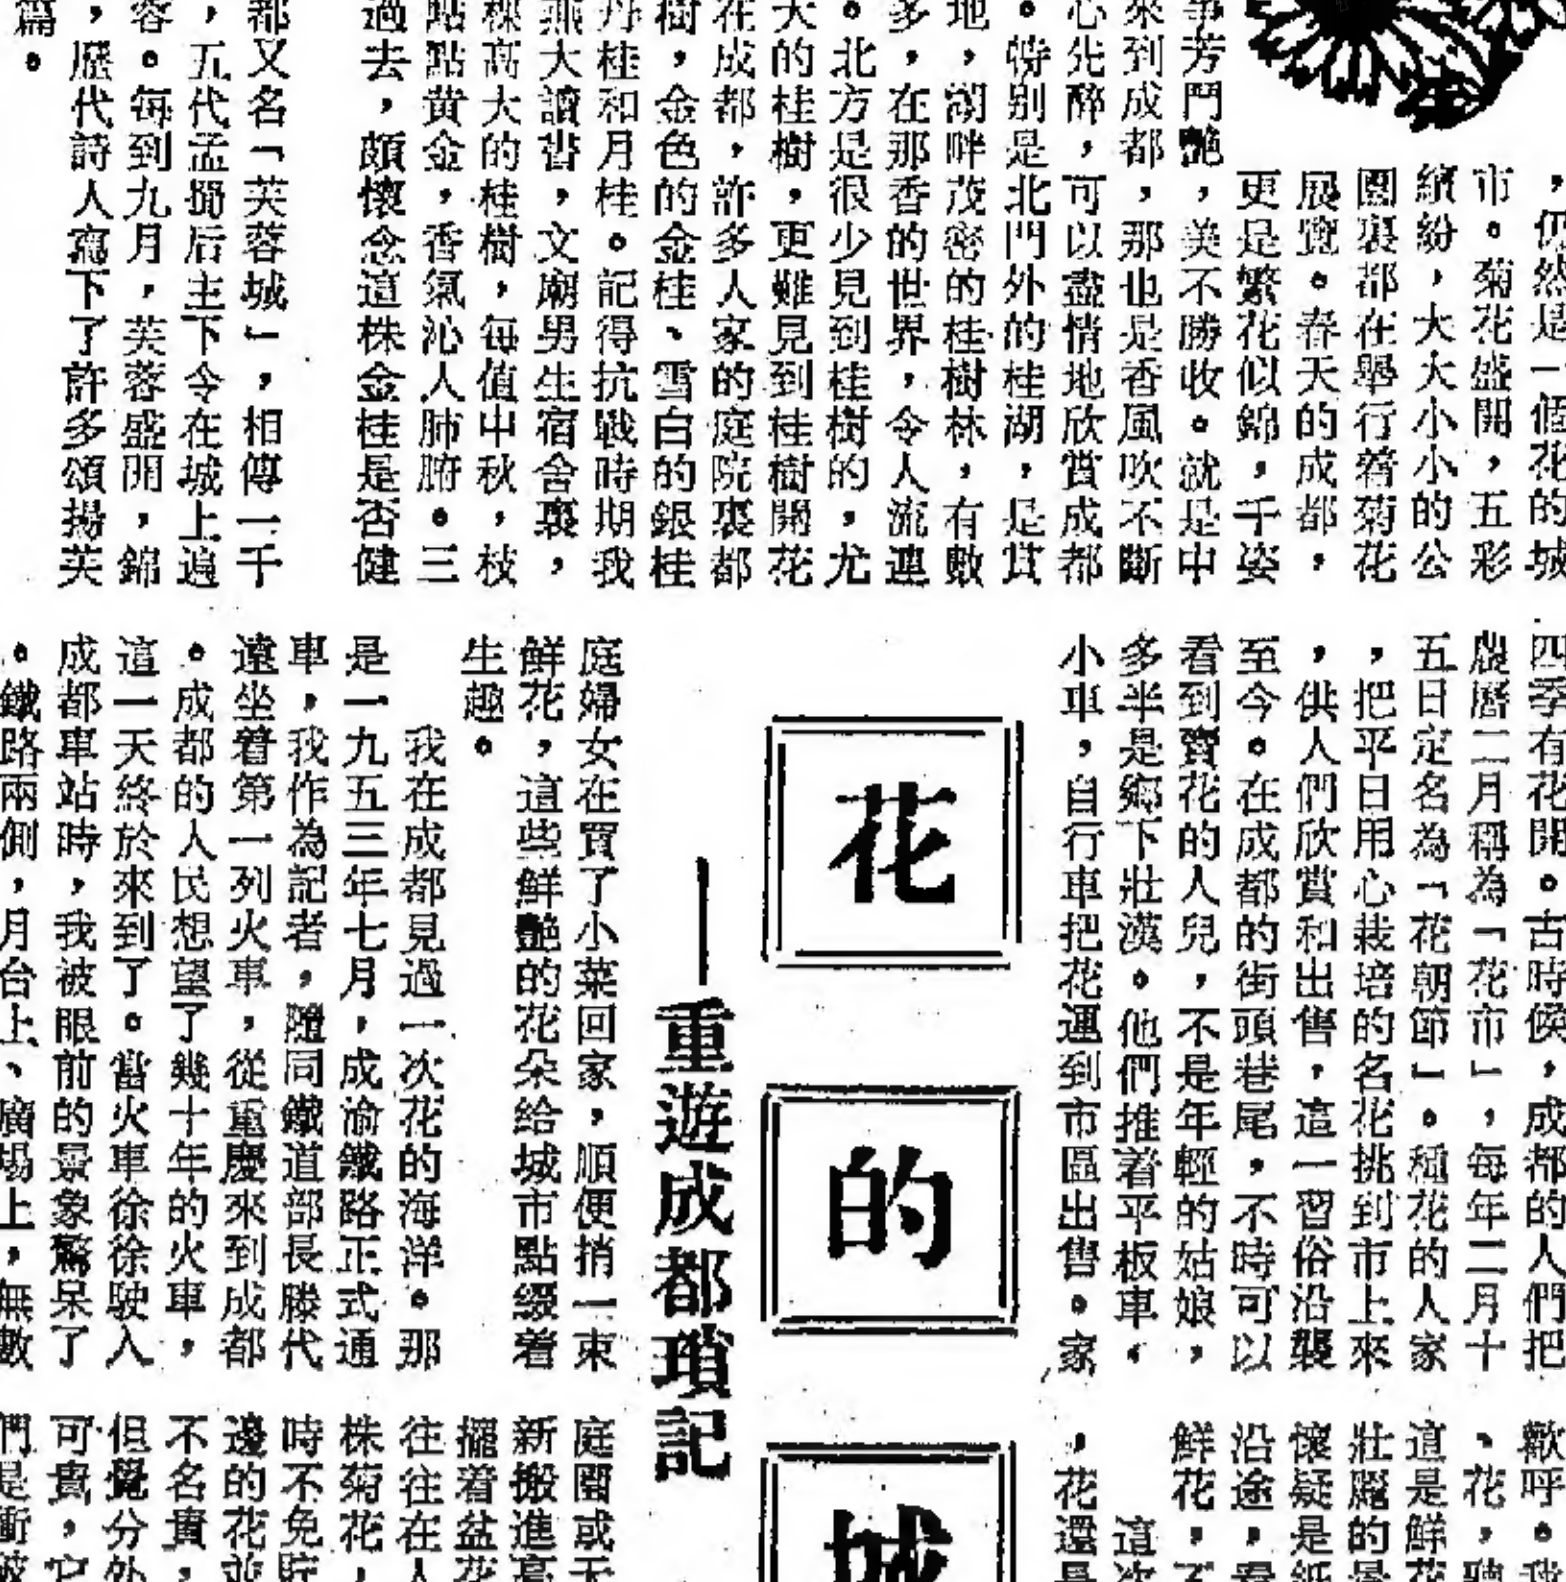 ，仍然是一個花的城
市。菊花盛開，五彩
繽紛，大大小小的公
園裏都在舉行着菊花
展覽。春天的成都，
更是繁花似錦，千姿
爭芳鬥艷，美不勝收。就是中
來到成都，那也是香風吹不斷
心先醉，可以盡情地欣賞成都
。特別是北門外的桂湖，是賞
地，湖畔茂密的桂樹林，有數
多，在那香的世界，令人流連
。北方是很少見到桂樹的，尤
大的桂樹，更難見到桂樹開花
在成都，許多人家的庭院裏都
樹，金色的金桂、雪白的銀桂
丹桂和月桂。記得抗戰時期我
燕大讀書，文廟男生宿舍裏，
棵高大的桂樹，每值中秋，枝
點點黃金，香氣沁人肺腑。三
過去，頗懷念這株金桂是否健
都又名「芙蓉城」，相傳一千
，五代孟蜀后主下令在城上遍
蓉。每到九月，芙蓉盛開，錦
，歷代詩人寫下了許多頌揚芙
篇。
四季有花開。古時候，成都的人們把
農曆二月稱為「花市」，每年二月十
五日定名為「花朝節」。種花的人家
，把平日用心栽培的名花挑到市上來
，供人們欣賞和出售，這一習俗沿襲
至今。在成都的街頭巷尾，不時可以
看到賣花的人兒，不是年輕的姑娘，
多半是鄉下壯漢。他們推着平板車、
小車，自行車把花運到市區出售。家
花的城
——重遊成都瑣記
庭婦女在買了小菜回家，順便捎一束
鮮花，這些鮮艷的花朵給城市點綴着
生趣。
我在成都見過一次花的海洋。那
是一九五三年七月，成渝鐵路正式通
車，我作為記者，隨同鐵道部長滕代
遠坐着第一列火車，從重慶來到成都
。成都的人民想望了幾十年的火車，
這一天終於來到了。當火車徐徐駛入
成都車站時，我被眼前的景象驚呆了
。鐵路兩側，月台上、廣場上，無數
歡呼。我
、花，聽
這是鮮花
壯麗的景
懷疑是紙
沿途，看
鮮花，不
這次
，花還是
庭園或天
新搬進高
擺着盆花
往往在人
株菊花，
時不免貯
邊的花並
不名貴，
但覺分外
可貴，它
們是衝破